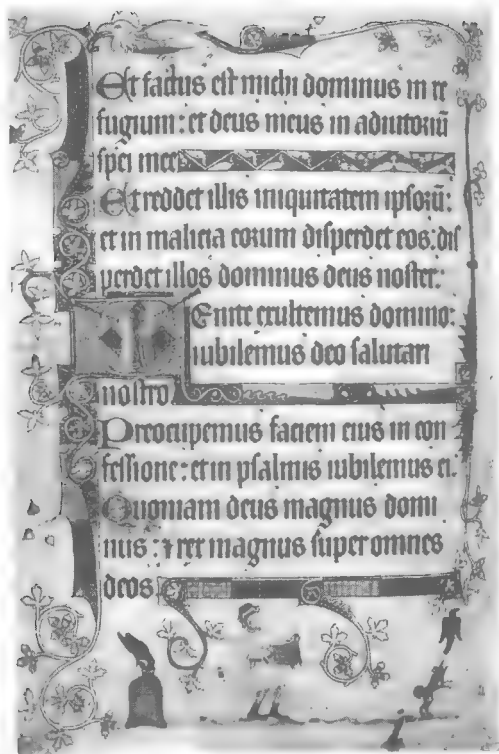 Et factus est michi dominus in re
fugium: et deus meus in adiutoriū
spei mee
Et reddet illis iniquitatem ipsorū:
et in malicia eorum disperdet eos: dis
perdet illos dominus deus noster:
Venite exultemus domino:
iubilemus deo salutari
nostro
Preocupemus faciem eius in con
fessione: et in psalmis iubilemus ei.
Quoniam deus magnus domi
nus: ⁊ rex magnus super omnes
deos